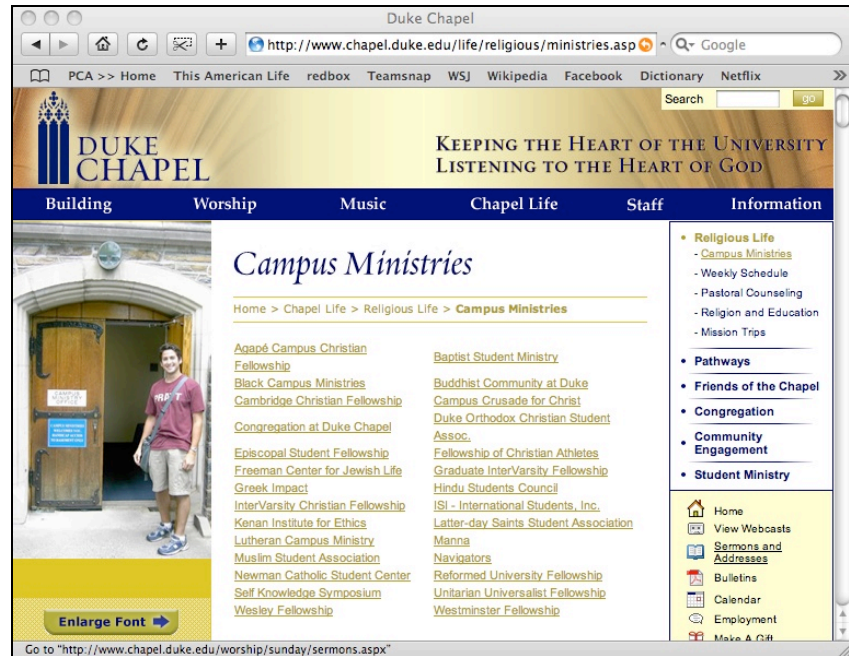 Duke Chapel
http://www.chapel.duke.edu/life/religious/ministries.asp
Google
PCA >> Home This American Life redbox Teamsnap WSJ Wikipedia Facebook Dictionary Netflix
Search go
DUKE
CHAPEL
KEEPING THE HEART OF THE UNIVERSITY
LISTENING TO THE HEART OF GOD
Building Worship Music Chapel Life Staff Information
CAMPUS
MINISTRY
OFFICE
PRATT
Campus Ministries
Home > Chapel Life > Religious Life > Campus Ministries
Agapé Campus Christian
Fellowship
Baptist Student Ministry
Black Campus Ministries
Buddhist Community at Duke
Cambridge Christian Fellowship
Campus Crusade for Christ
Congregation at Duke Chapel
Duke Orthodox Christian Student
Assoc.
Episcopal Student Fellowship
Fellowship of Christian Athletes
Freeman Center for Jewish Life
Graduate InterVarsity Fellowship
Greek Impact
Hindu Students Council
InterVarsity Christian Fellowship
ISI - International Students, Inc.
Kenan Institute for Ethics
Latter-day Saints Student Association
Lutheran Campus Ministry
Manna
Muslim Student Association
Navigators
Newman Catholic Student Center
Reformed University Fellowship
Self Knowledge Symposium
Unitarian Universalist Fellowship
Wesley Fellowship
Westminster Fellowship
• Religious Life
- Campus Ministries
- Weekly Schedule
- Pastoral Counseling
- Religion and Education
- Mission Trips
• Pathways
• Friends of the Chapel
• Congregation
• Community
Engagement
• Student Ministry
Home
View Webcasts
Sermons and
Addresses
Bulletins
Calendar
Employment
Make A Gift
Enlarge Font
Go to "http://www.chapel.duke.edu/worship/sunday/sermons.aspx"